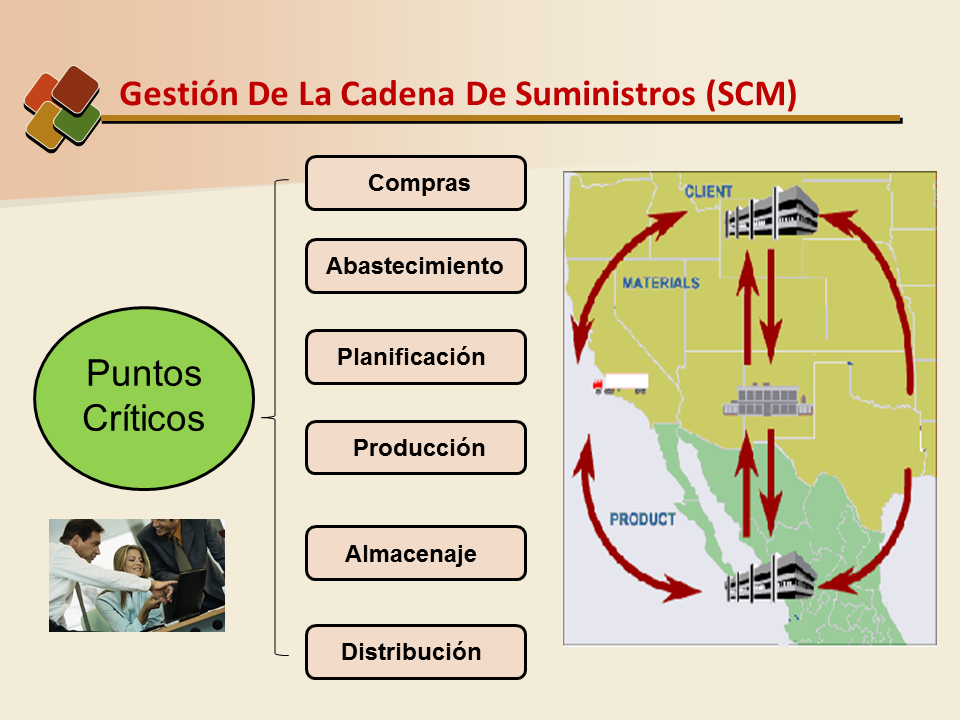 Gestión De La Cadena De Suministros (SCM)
Puntos
Críticos
Compras
Abastecimiento
Planificación
Producción
Almacenaje
Distribución
CLIENT
MATERIALS
PRODUCT